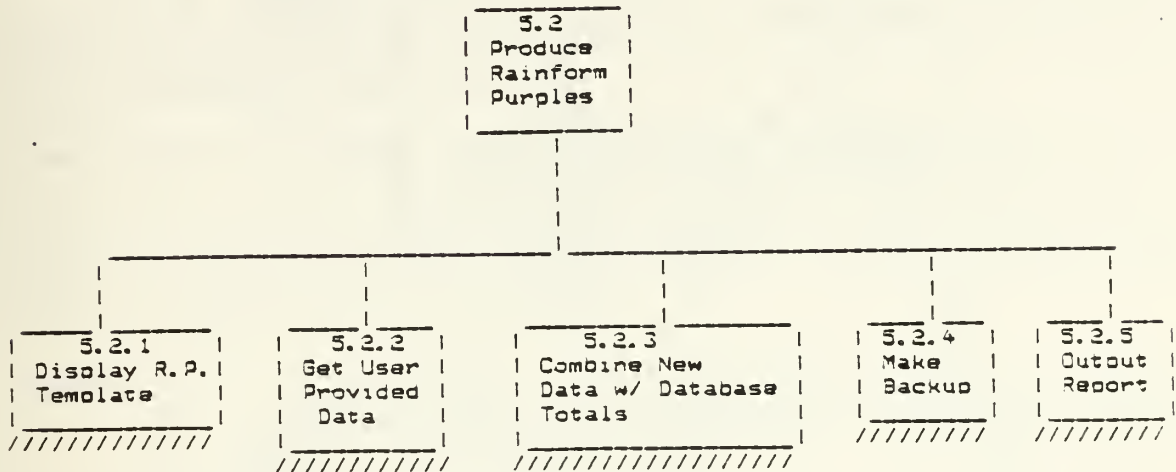 5.2
Produce
Rainform
Purples
5.2.1
Display R.P.
Template
5.2.2
Get User
Provided
Data
5.2.3
Combine New
Data w/ Database
Totals
5.2.4
Make
Backup
5.2.5
Output
Report